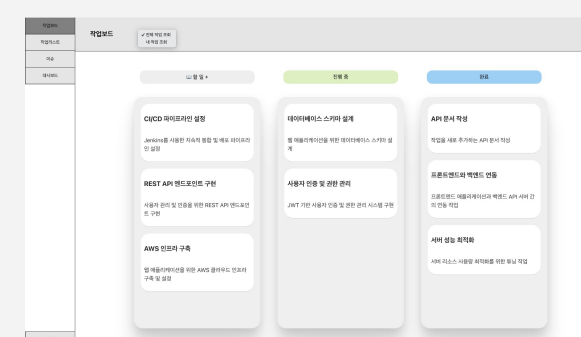 작업보드
작업리스트
이슈
대시보드
작업보드
✓ 전체 작업 조회
내 작업 조회
할 일 +
진행 중
완료
CI/CD 파이프라인 설정
Jenkins를 사용한 지속적 통합 및 배포 파이프라
인 설정
REST API 엔드포인트 구현
사용자 관리 및 인증을 위한 REST API 엔드포인
트 구현
AWS 인프라 구축
웹 애플리케이션을 위한 AWS 클라우드 인프라
구축 및 설정
데이터베이스 스키마 설계
웹 애플리케이션을 위한 데이터베이스 스키마 설
계
사용자 인증 및 권한 관리
JWT 기반 사용자 인증 및 권한 관리 시스템 구현
API 문서 작성
작업을 새로 추가하는 API 문서 작성
프론트엔드와 백엔드 연동
프론트엔드 애플리케이션과 백엔드 API 서버 간
의 연동 작업
서버 성능 최적화
서버 리소스 사용량 최적화를 위한 튜닝 작업